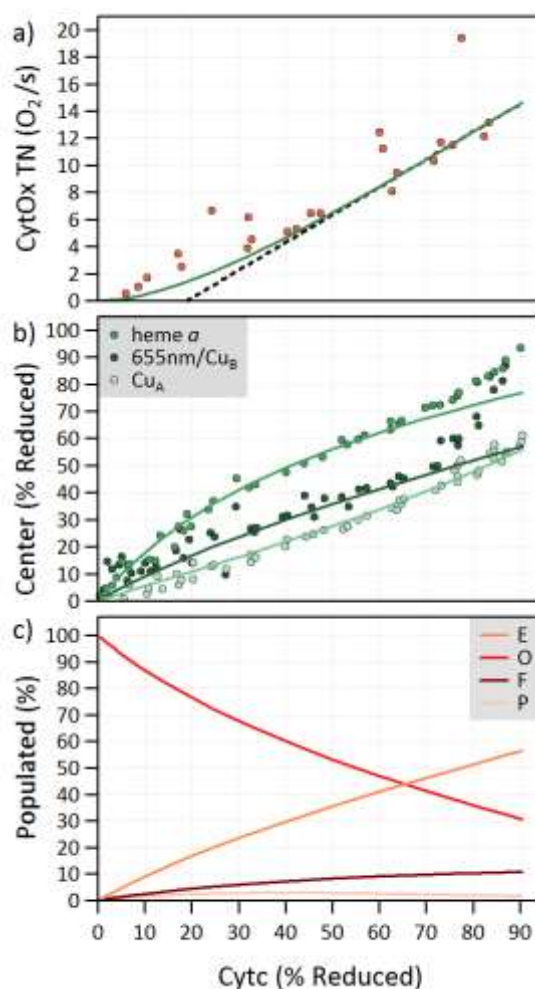 a)
CytOx TN (O₂/s)
20
18
16
14
12
10
8
6
4
2
0
b)
Center (% Reduced)
100
90
80
70
60
50
40
30
20
10
0
heme a
655nm/Cu_B
Cu_A
c)
Populated (%)
100
90
80
70
60
50
40
30
20
10
0
E
O
F
P
0 10 20 30 40 50 60 70 80 90
Cytc (% Reduced)